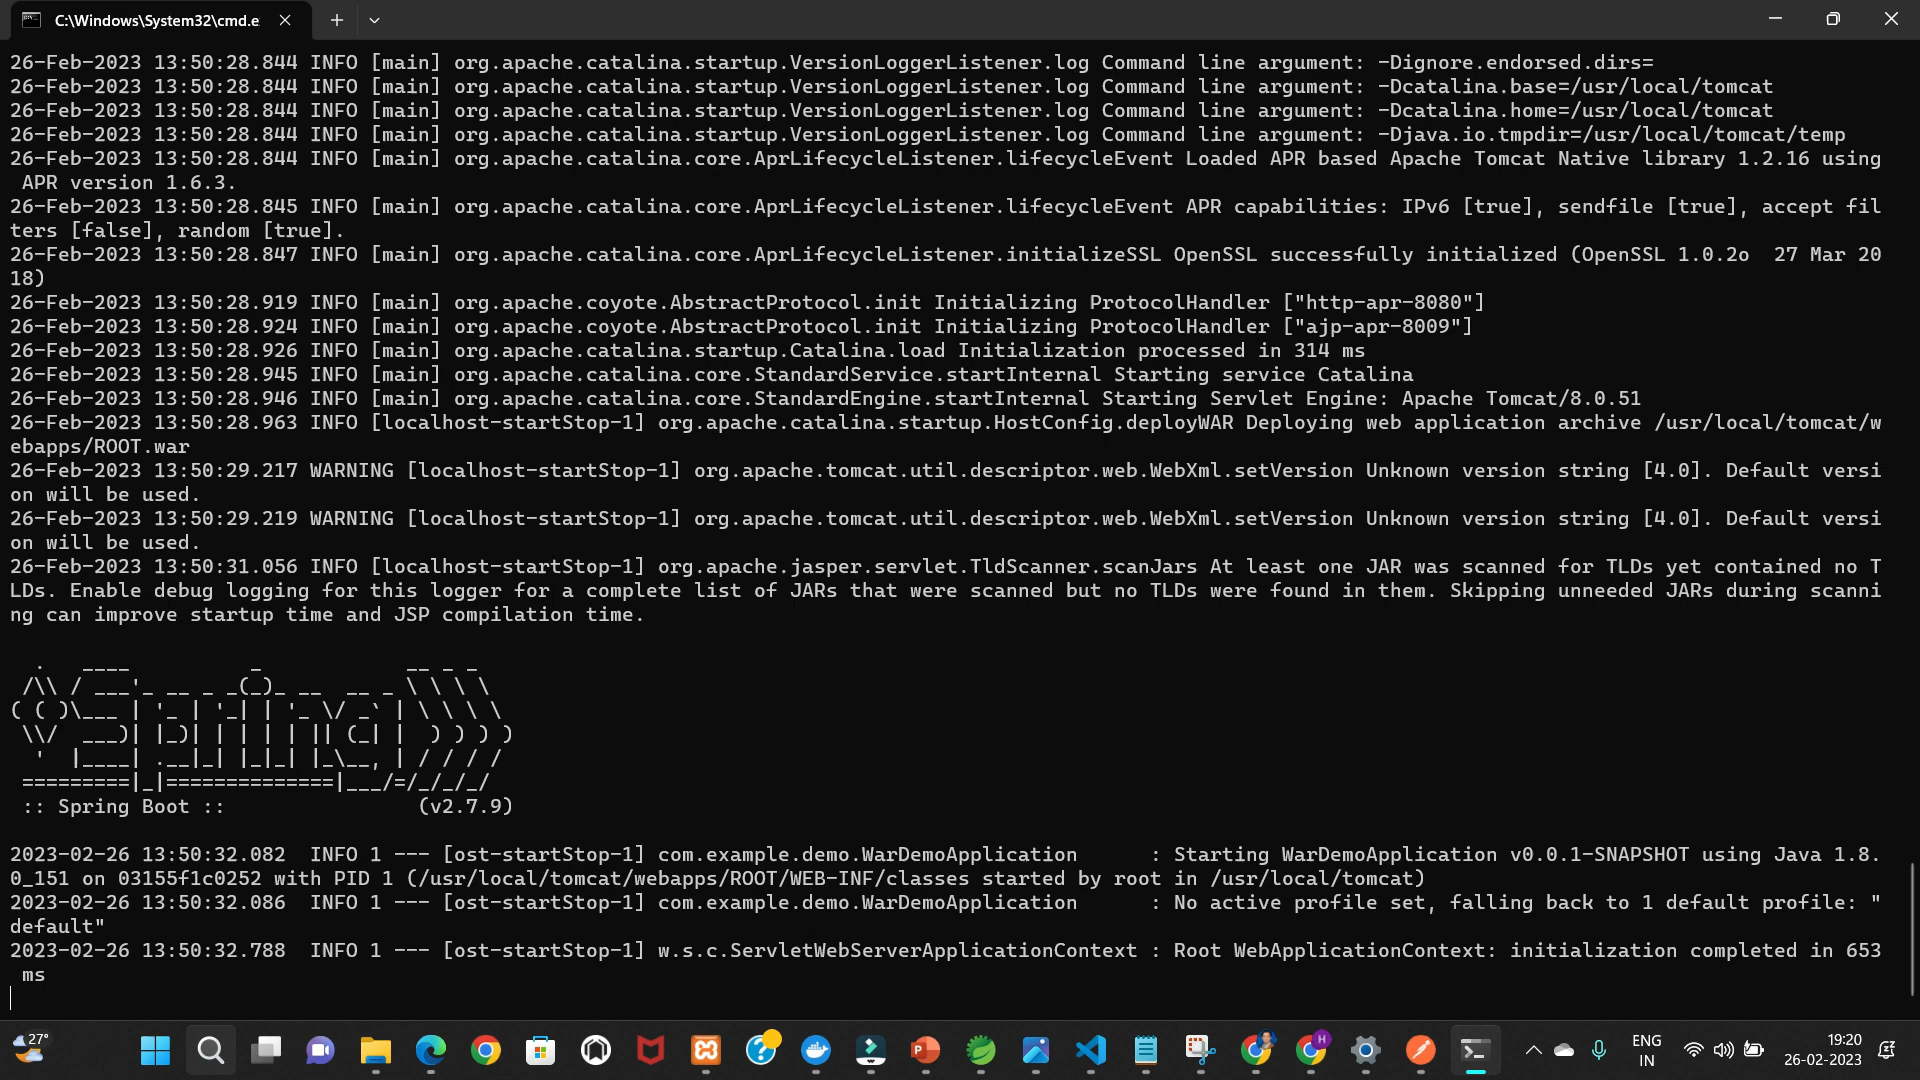 C:\Windows\System32\cmd.e
26-Feb-2023 13:50:28.844 INFO [main] org.apache.catalina.startup.VersionLoggerListener.log Command line argument: -Dignore.endorsed.dirs=
26-Feb-2023 13:50:28.844 INFO [main] org.apache.catalina.startup.VersionLoggerListener.log Command line argument: -Dcatalina.base=/usr/local/tomcat
26-Feb-2023 13:50:28.844 INFO [main] org.apache.catalina.startup.VersionLoggerListener.log Command line argument: -Dcatalina.home=/usr/local/tomcat
26-Feb-2023 13:50:28.844 INFO [main] org.apache.catalina.startup.VersionLoggerListener.log Command line argument: -Djava.io.tmpdir=/usr/local/tomcat/temp
26-Feb-2023 13:50:28.844 INFO [main] org.apache.catalina.core.AprLifecycleListener.lifecycleEvent Loaded APR based Apache Tomcat Native library 1.2.16 using
 APR version 1.6.3.
26-Feb-2023 13:50:28.845 INFO [main] org.apache.catalina.core.AprLifecycleListener.lifecycleEvent APR capabilities: IPv6 [true], sendfile [true], accept fil
ters [false], random [true].
26-Feb-2023 13:50:28.847 INFO [main] org.apache.catalina.core.AprLifecycleListener.initializeSSL OpenSSL successfully initialized (OpenSSL 1.0.2o  27 Mar 20
18)
26-Feb-2023 13:50:28.919 INFO [main] org.apache.coyote.AbstractProtocol.init Initializing ProtocolHandler ["http-apr-8080"]
26-Feb-2023 13:50:28.924 INFO [main] org.apache.coyote.AbstractProtocol.init Initializing ProtocolHandler ["ajp-apr-8009"]
26-Feb-2023 13:50:28.926 INFO [main] org.apache.catalina.startup.Catalina.load Initialization processed in 314 ms
26-Feb-2023 13:50:28.945 INFO [main] org.apache.catalina.core.StandardService.startInternal Starting service Catalina
26-Feb-2023 13:50:28.946 INFO [main] org.apache.catalina.core.StandardEngine.startInternal Starting Servlet Engine: Apache Tomcat/8.0.51
26-Feb-2023 13:50:28.963 INFO [localhost-startStop-1] org.apache.catalina.startup.HostConfig.deployWAR Deploying web application archive /usr/local/tomcat/w
ebapps/ROOT.war
26-Feb-2023 13:50:29.217 WARNING [localhost-startStop-1] org.apache.tomcat.util.descriptor.web.WebXml.setVersion Unknown version string [4.0]. Default versi
on will be used.
26-Feb-2023 13:50:29.219 WARNING [localhost-startStop-1] org.apache.tomcat.util.descriptor.web.WebXml.setVersion Unknown version string [4.0]. Default versi
on will be used.
26-Feb-2023 13:50:31.056 INFO [localhost-startStop-1] org.apache.jasper.servlet.TldScanner.scanJars At least one JAR was scanned for TLDs yet contained no T
LDs. Enable debug logging for this logger for a complete list of JARs that were scanned but no TLDs were found in them. Skipping unneeded JARs during scanni
ng can improve startup time and JSP compilation time.
Spring
:: Spring Boot ::                (v2.7.9)
2023-02-26 13:50:32.082  INFO 1 --- [ost-startStop-1] com.example.demo.WarDemoApplication      : Starting WarDemoApplication v0.0.1-SNAPSHOT using Java 1.8.
0_151 on 03155f1c0252 with PID 1 (/usr/local/tomcat/webapps/ROOT/WEB-INF/classes started by root in /usr/local/tomcat)
2023-02-26 13:50:32.086  INFO 1 --- [ost-startStop-1] com.example.demo.WarDemoApplication      : No active profile set, falling back to 1 default profile: "
default"
2023-02-26 13:50:32.788  INFO 1 --- [ost-startStop-1] w.s.c.ServletWebServerApplicationContext : Root WebApplicationContext: initialization completed in 653
 ms
27°
H
ENG
IN
19:20
26-02-2023